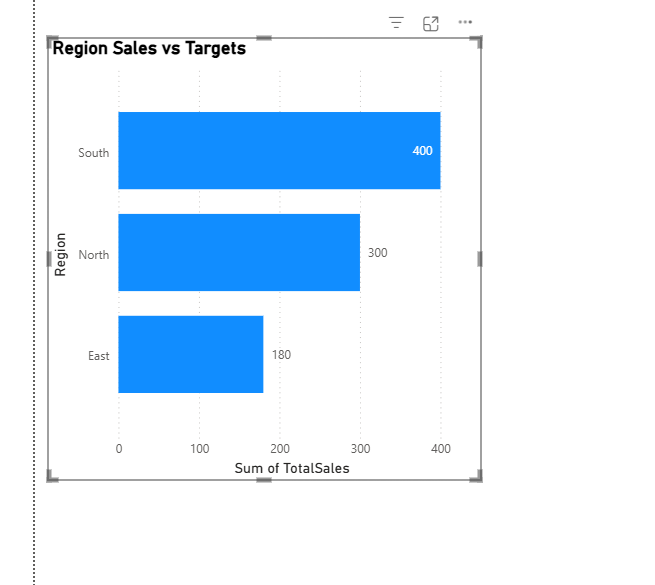 Region Sales vs Targets
South
400
Region
North
300
East
180
0
100
200
300
400
Sum of TotalSales